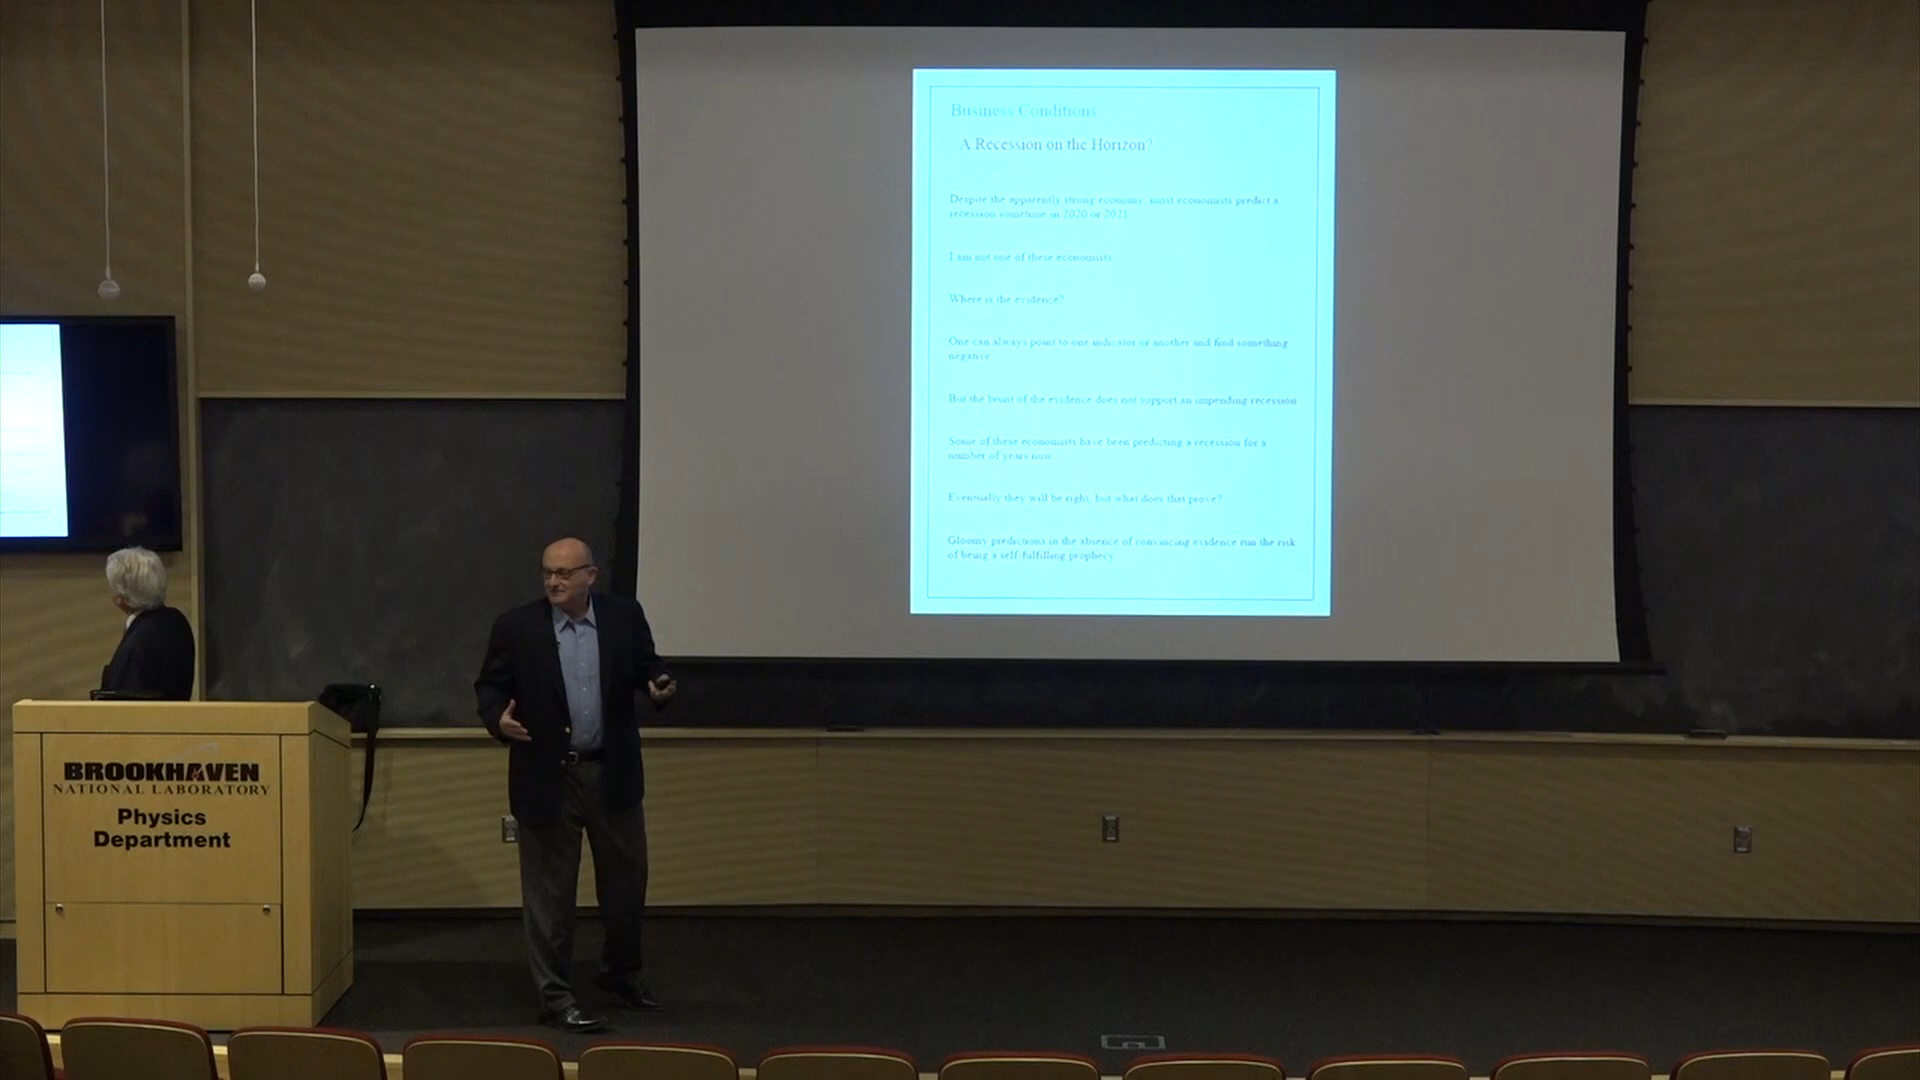 Business Conditions
A Recession on the Horizon?
Despite the apparently strong economy, most economists predict a
recession sometime in 2020 or 2021.
I am not one of these economists.
Where is the evidence?
One can always point to one indicator or another and find something
negative.
But the brunt of the evidence does not support an impending recession
Some of these economists have been predicting a recession for a
number of years now.
Eventually they will be right, but what does that prove?
Gloomy predictions in the absence of convincing evidence run the risk
of being a self-fulfilling prophecy.
BROOKHAVEN
NATIONAL LABORATORY
Physics
Department